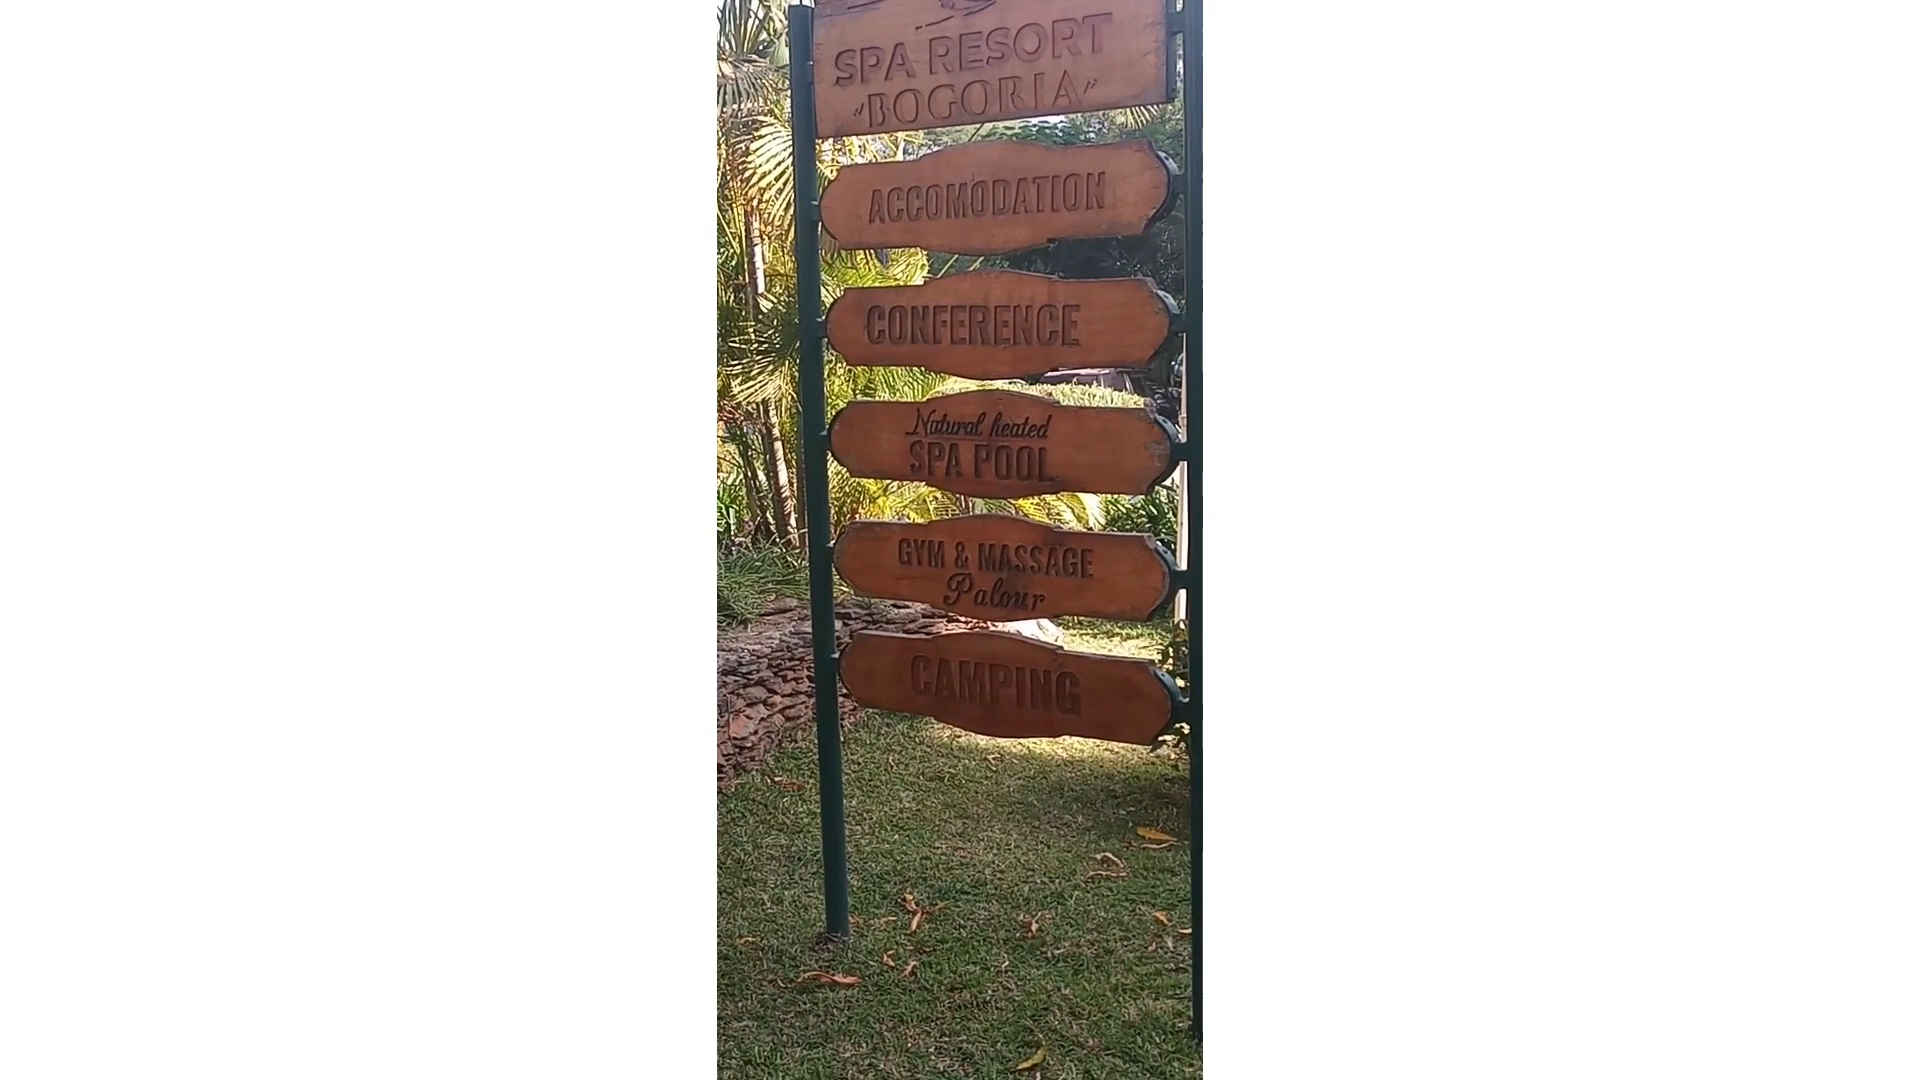 SPA RESORT
"BOGORIA"
ACCOMODATION
CONFERENCE
Natural heated
SPA POOL
GYM & MASSAGE
Palour
CAMPING